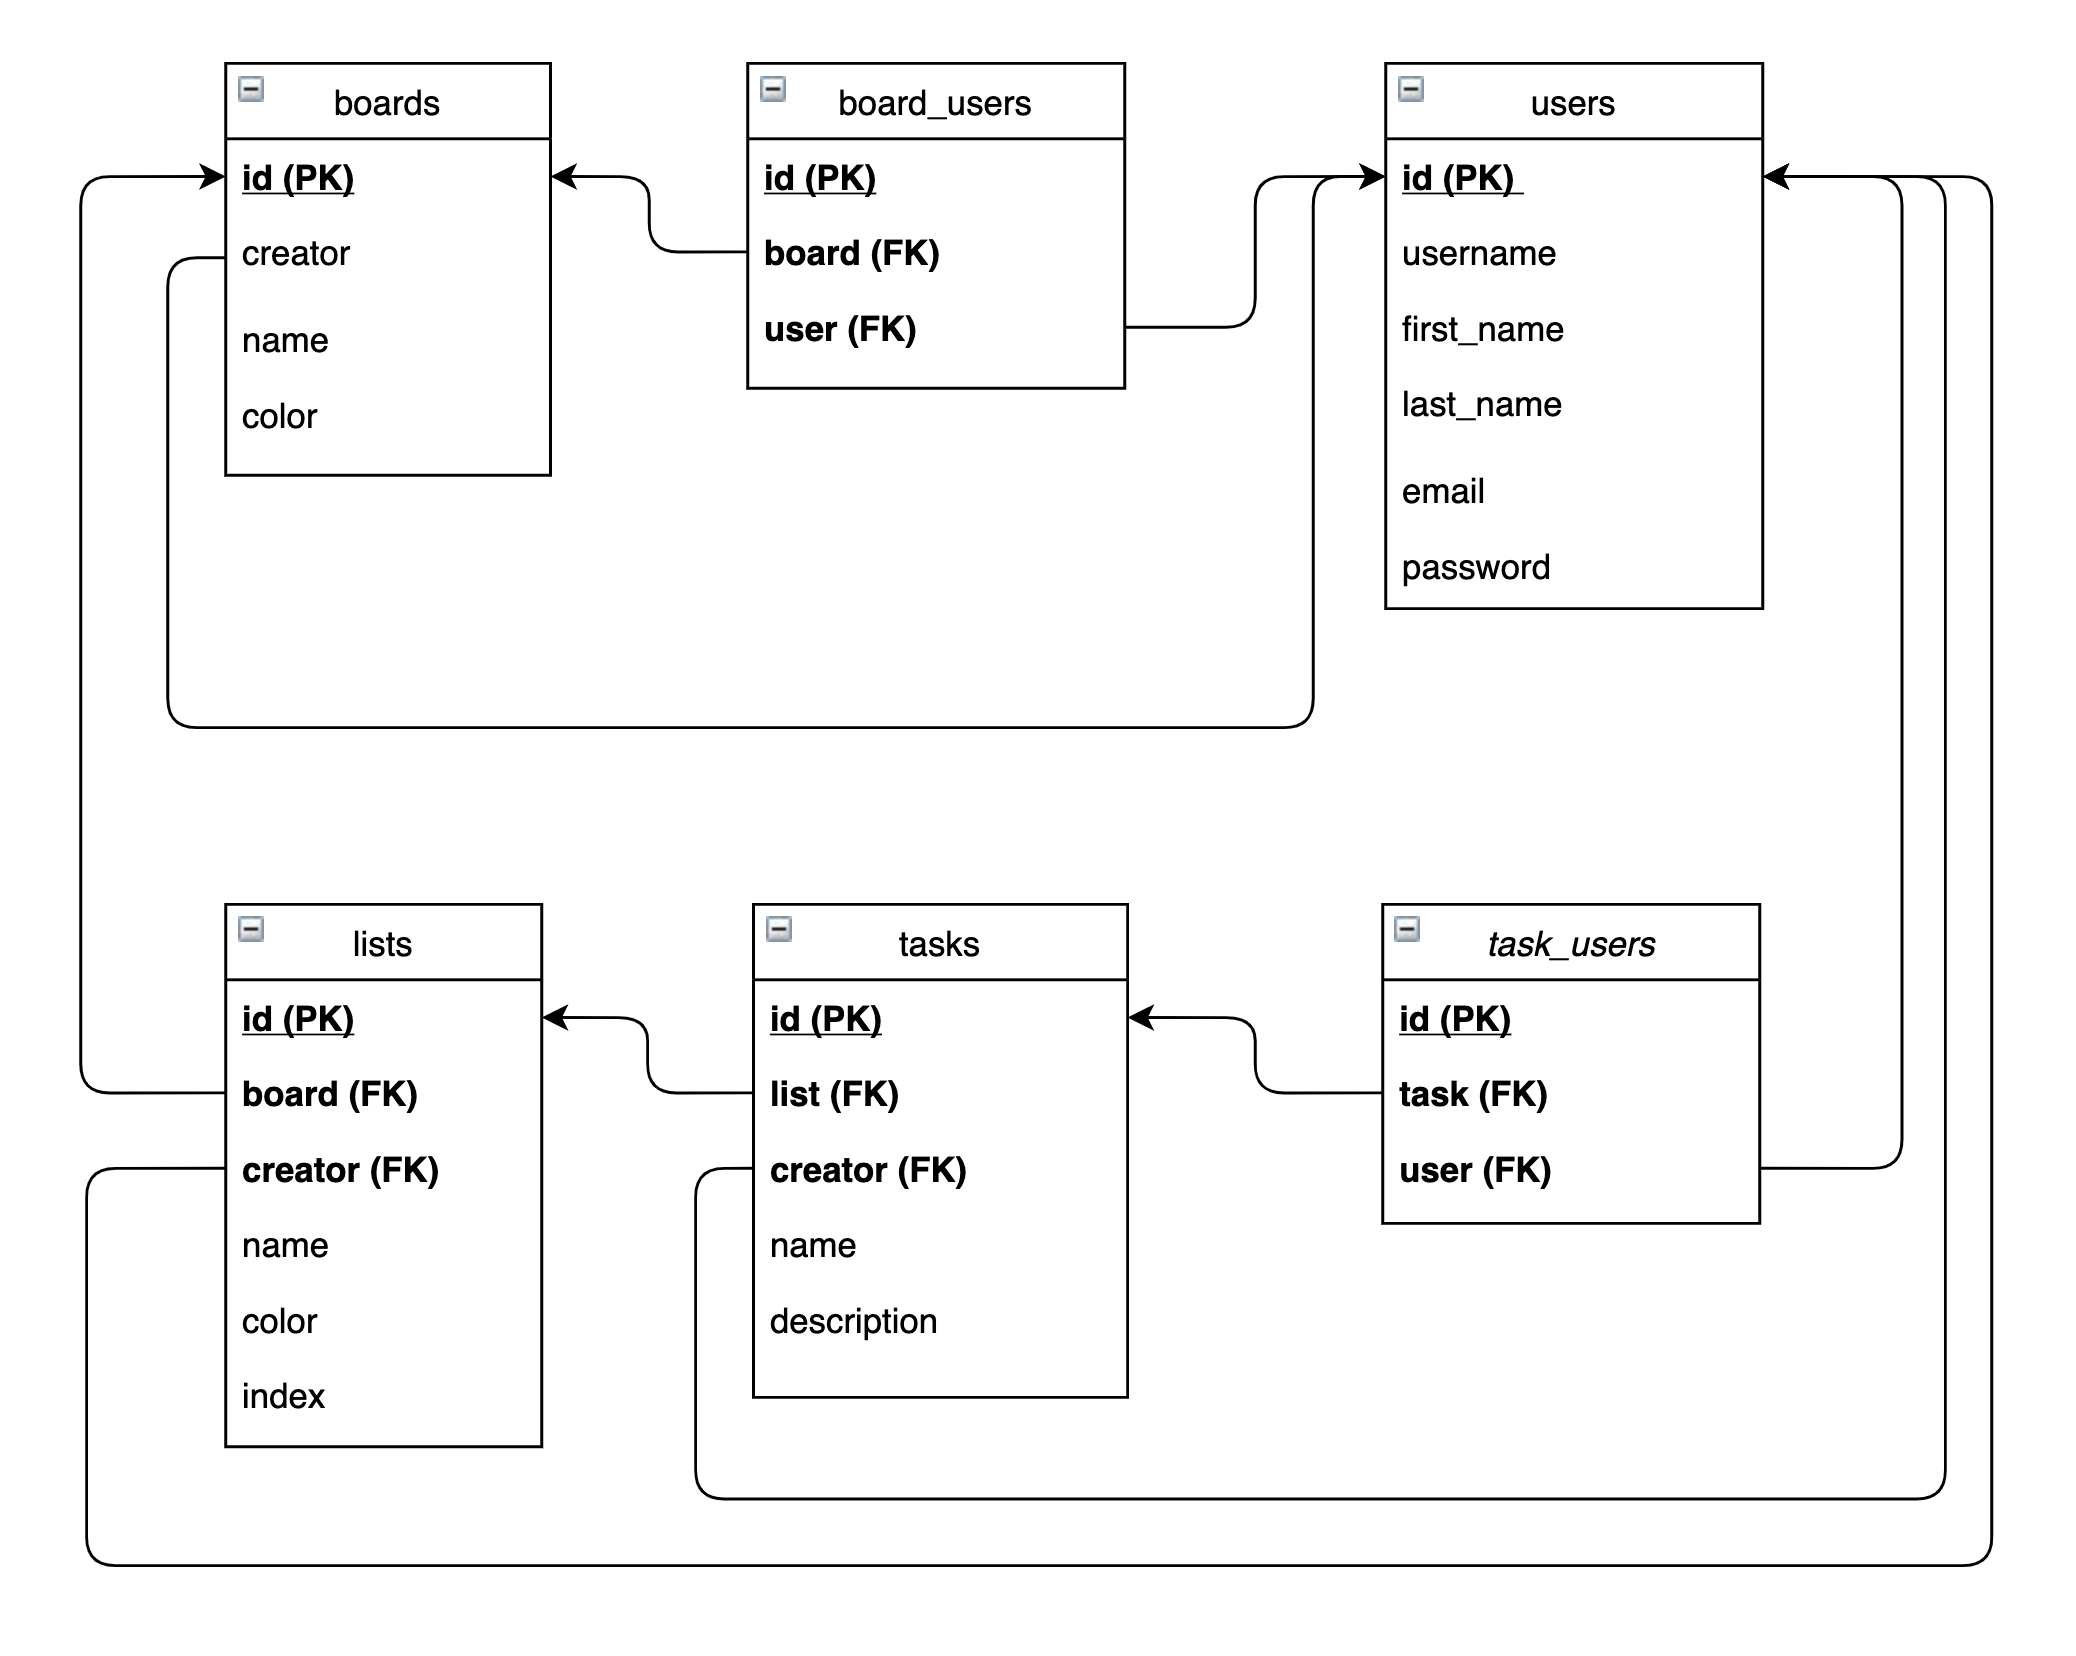 boards
id (PK)
creator
name
color
board_users
id (PK)
board (FK)
user (FK)
users
id (PK)
username
first_name
last_name
email
password
lists
id (PK)
board (FK)
creator (FK)
name
color
index
tasks
id (PK)
list (FK)
creator (FK)
name
description
task_users
id (PK)
task (FK)
user (FK)